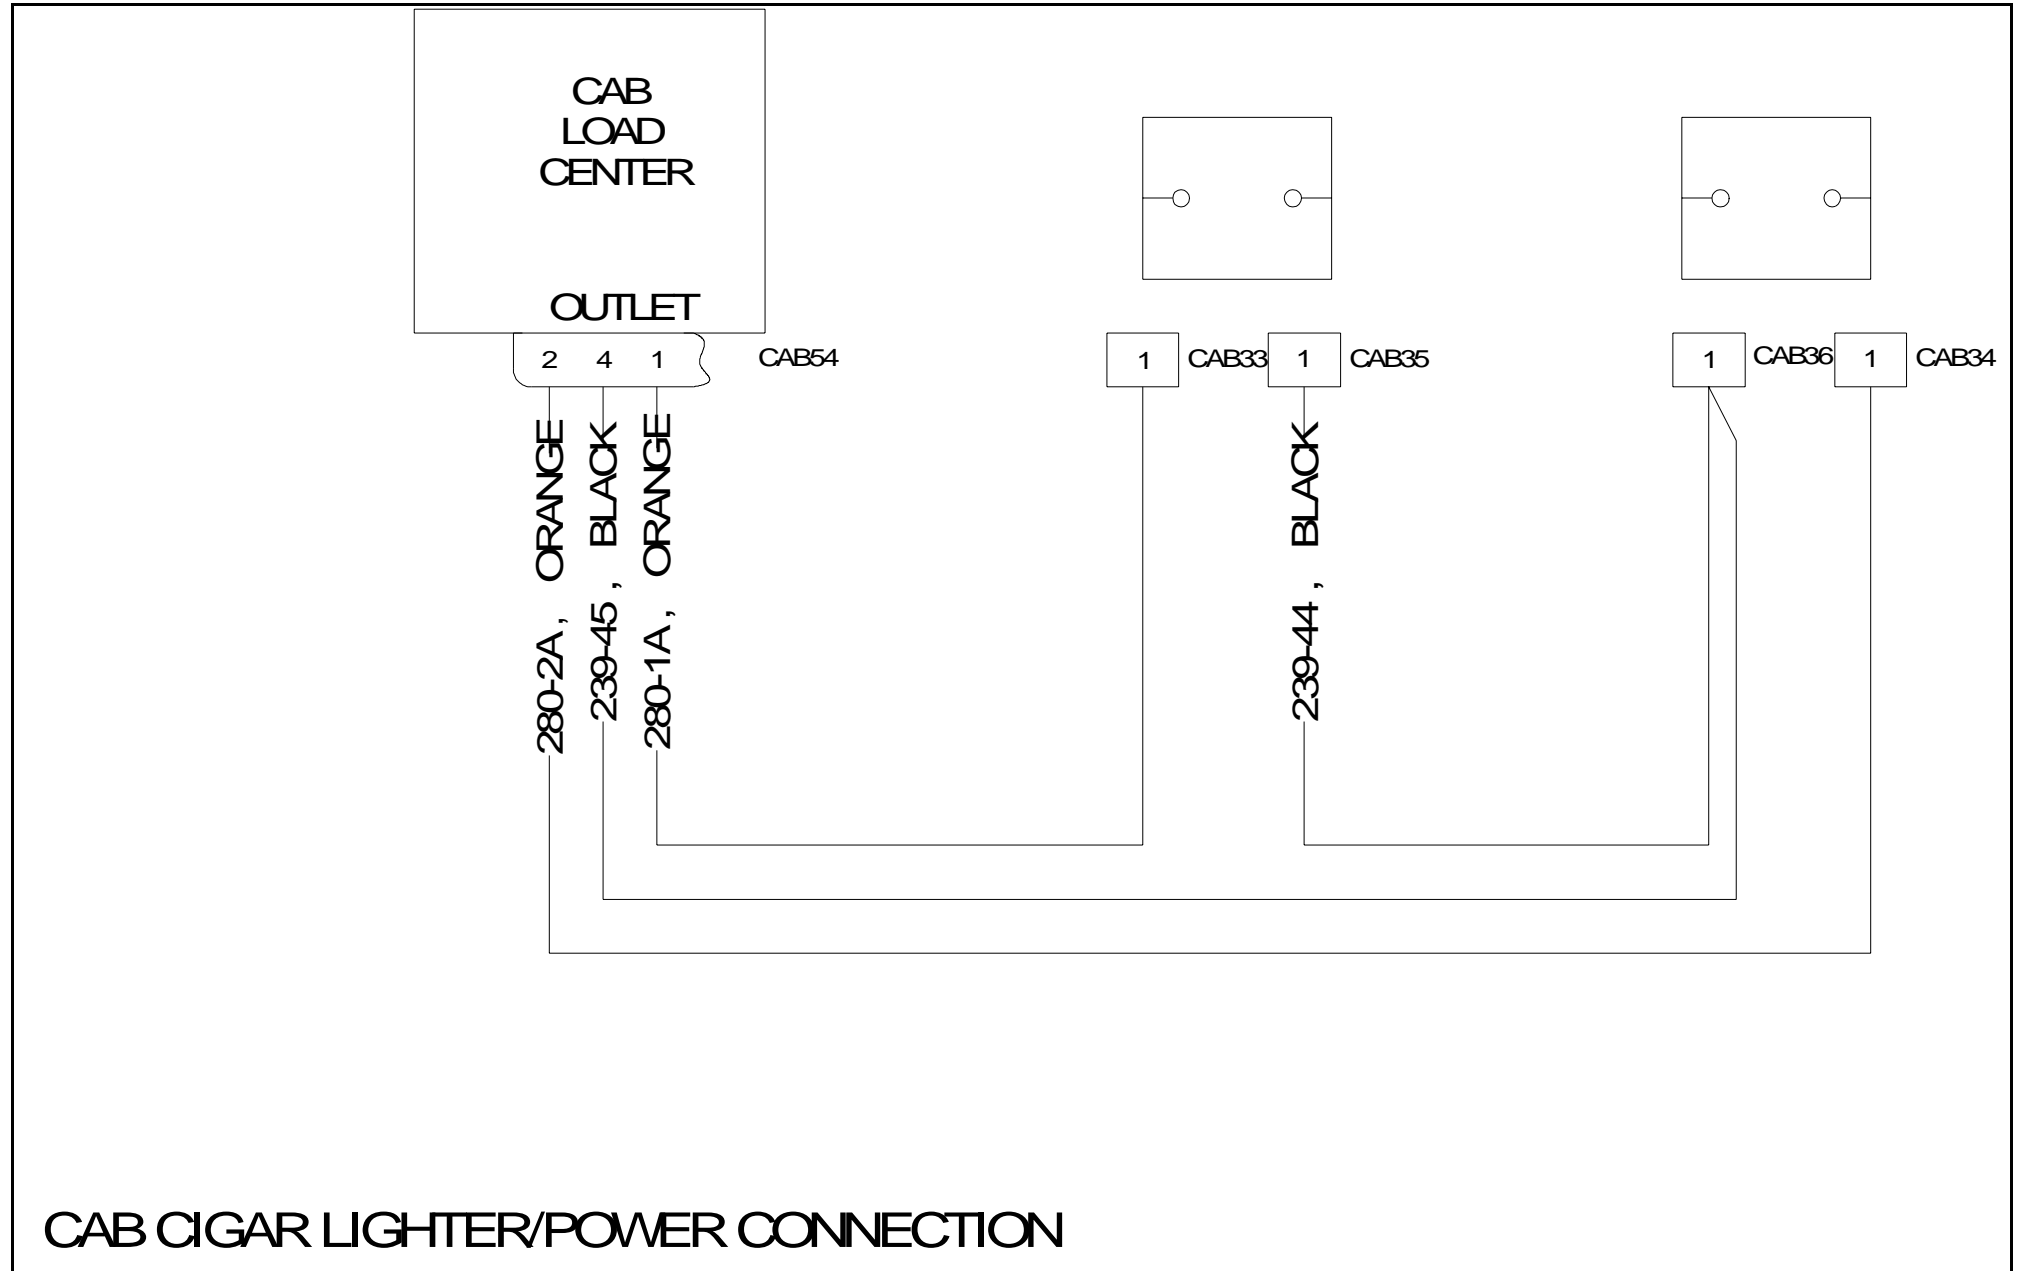 CAB
LOAD
CENTER
OUTLET
2 4 1 CAB54
1 CAB33 1 CAB35
1 CAB36 1 CAB34
280-2A, ORANGE
239-45, BLACK
280-1A, ORANGE
239-44, BLACK
CAB CIGAR LIGHTER/POWER CONNECTION